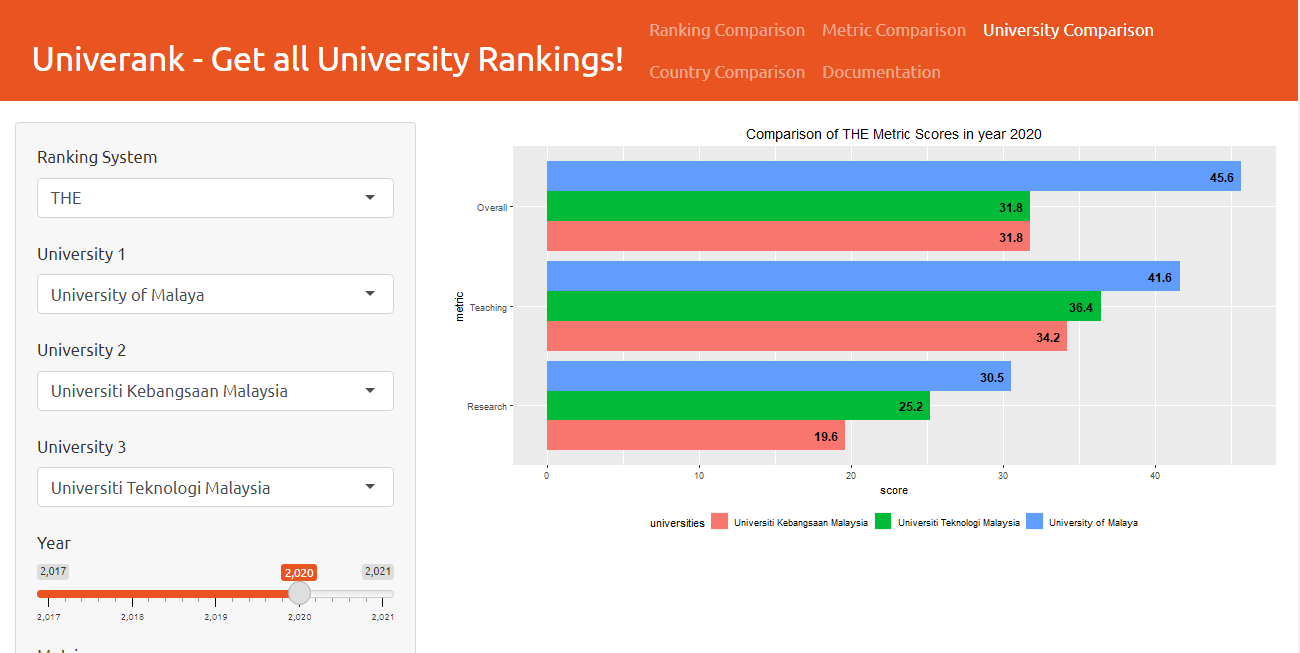 Univerank - Get all University Rankings!
Ranking Comparison Metric Comparison University Comparison
Country Comparison Documentation
Ranking System
THE
University 1
University of Malaya
University 2
Universiti Kebangsaan Malaysia
University 3
Universiti Teknologi Malaysia
Year
2,017 2,020 2,021
2,017 2,018 2,019 2,020 2,021
Comparison of THE Metric Scores in year 2020
metric
45.6
Overall 31.8
31.8
41.6
Teaching 36.4
34.2
30.5
Research 25.2
19.6
0 10 20 30 40
score
universities Universiti Kebangsaan Malaysia Universiti Teknologi Malaysia University of Malaya